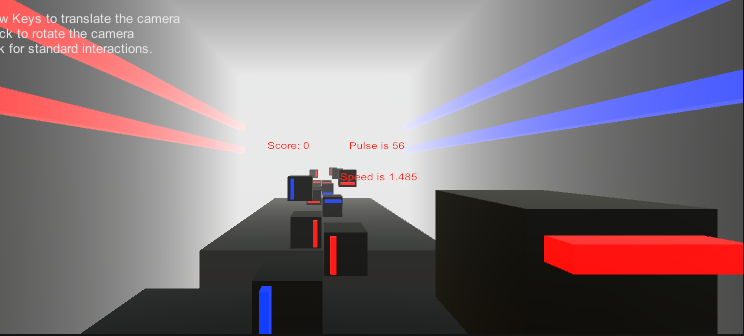 w Keys to translate the camera
ck to rotate the camera
k for standard interactions.
Score: 0
Pulse is 56
Speed is 1.485